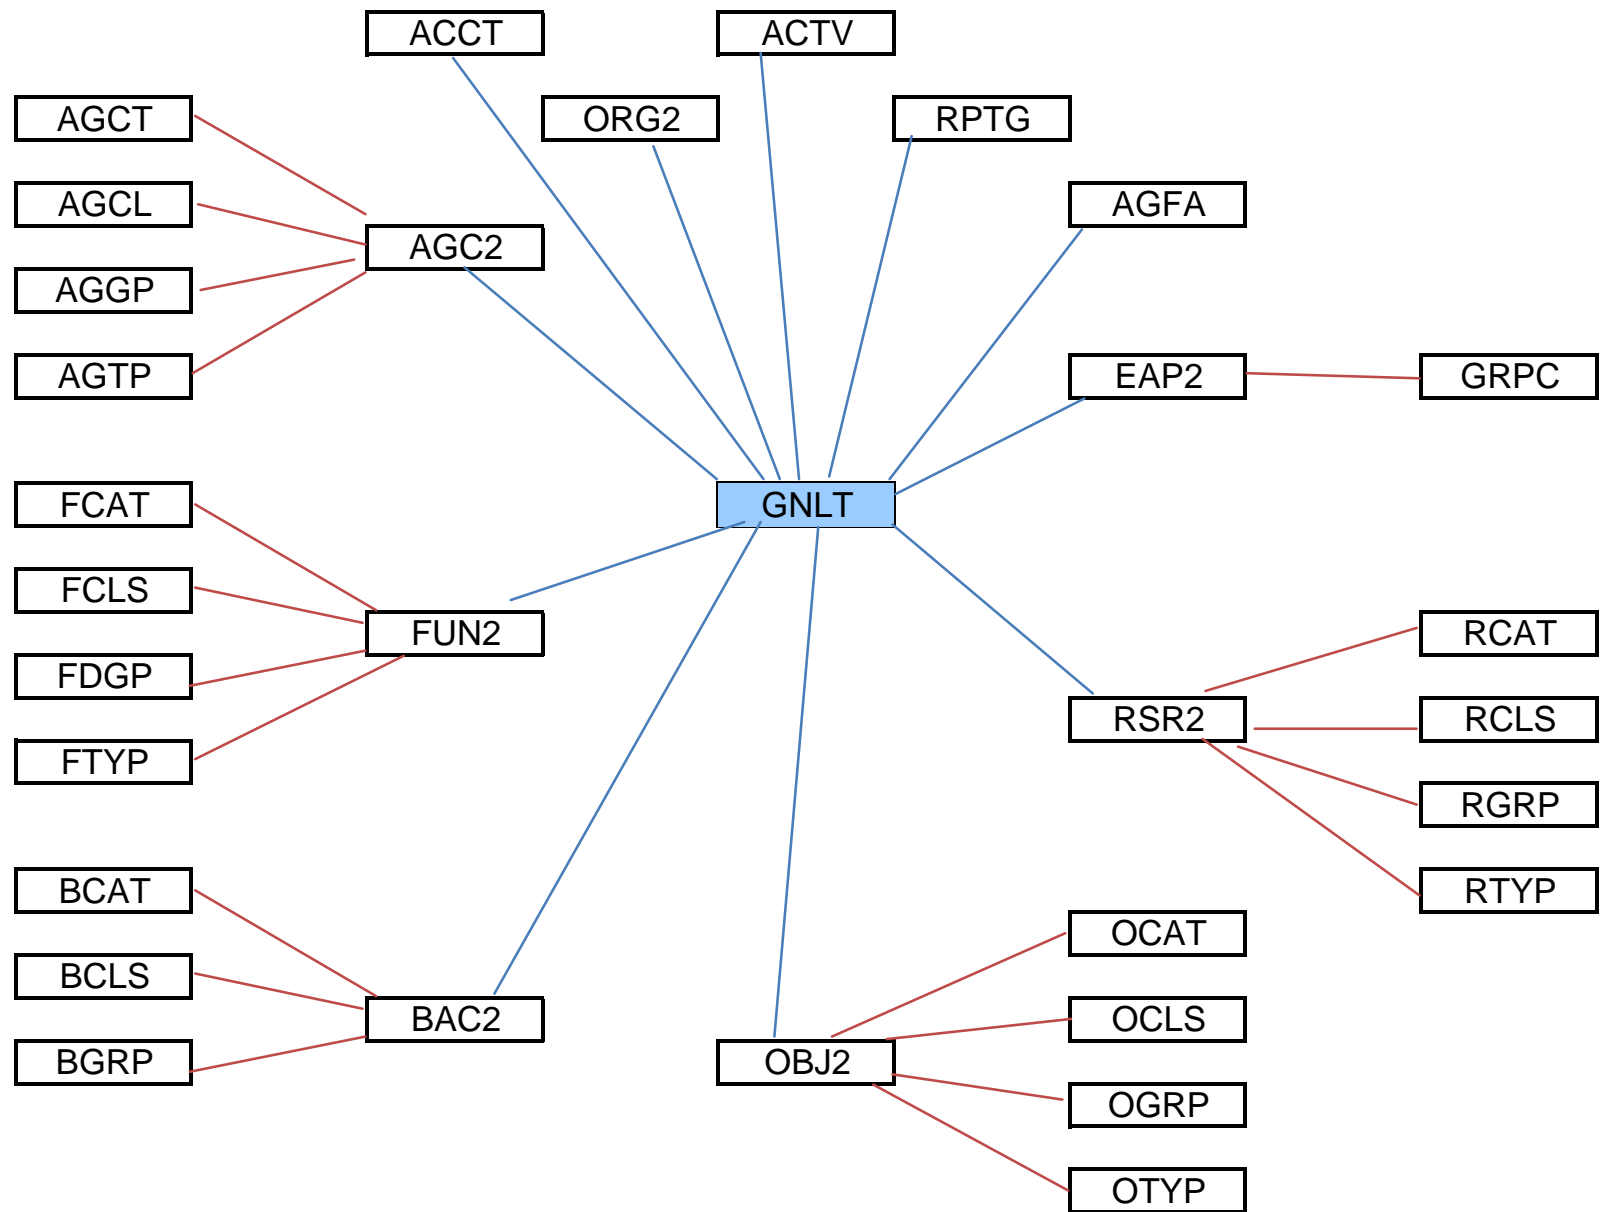 ACCT
ACTV
AGCT
ORG2
RPTG
AGCL
AGFA
AGC2
AGGP
AGTP
EAP2
GRPC
FCAT
GNLT
FCLS
FUN2
RCAT
FDGP
RSR2
RCLS
FTYP
RGRP
BCAT
RTYP
OCAT
BCLS
BAC2
OCLS
BGRP
OBJ2
OGRP
OTYP